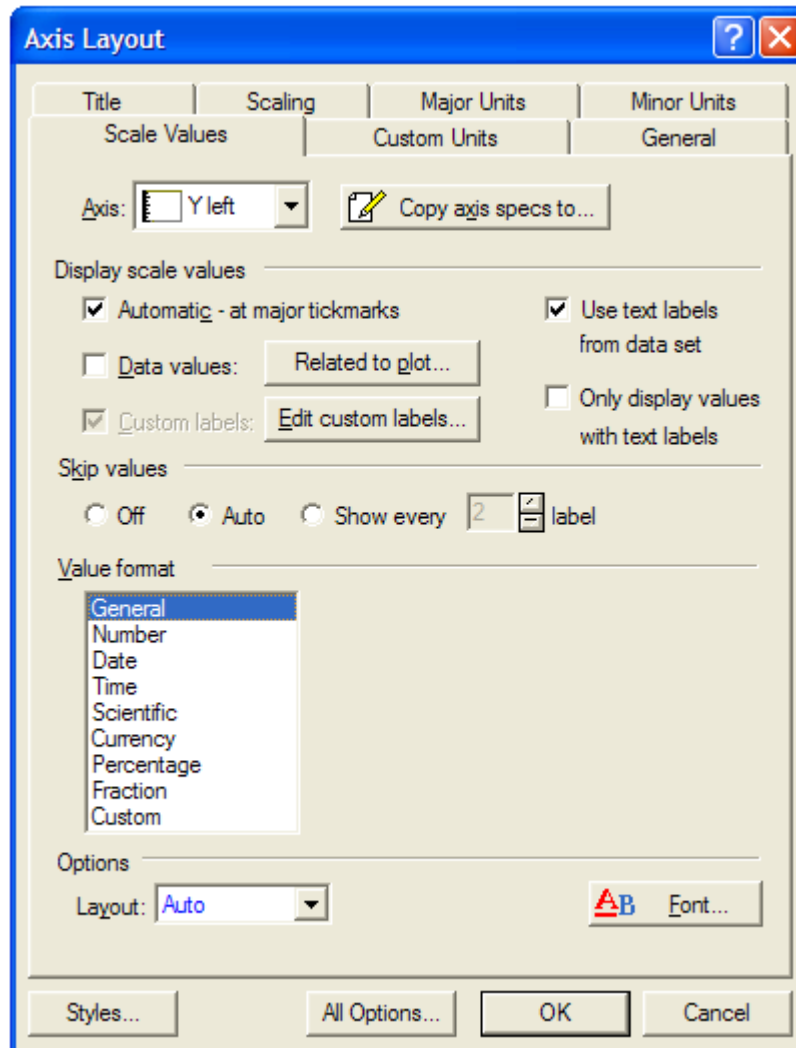 Axis Layout
Title Scaling Major Units Minor Units
Scale Values Custom Units General
Axis: Y left Copy axis specs to...
Display scale values
Automatic - at major tickmarks
Use text labels
from data set
Data values: Related to plot...
Only display values
with text labels
Custom labels: Edit custom labels...
Skip values
Off Auto Show every 2 label
Value format
General
Number
Date
Time
Scientific
Currency
Percentage
Fraction
Custom
Options
Layout: Auto AB Font...
Styles... All Options... OK Cancel